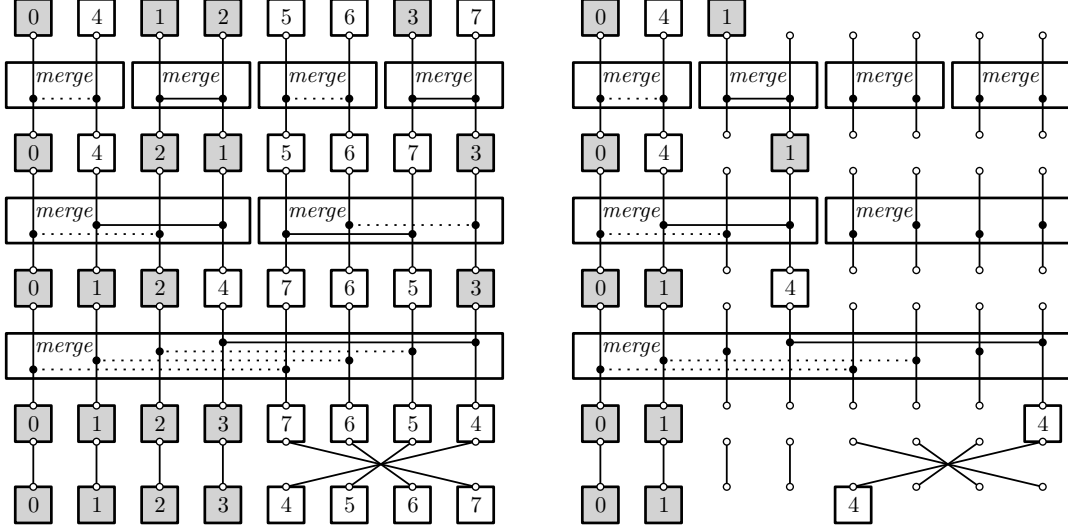 0 4 1 2 5 6 3 7 0 4 1
merge merge merge merge merge merge merge merge
0 4 2 1 5 6 7 3 0 4 1
merge merge merge merge
0 1 2 4 7 6 5 3 0 1 4
merge merge
0 1 2 3 7 6 5 4 0 1 4
0 1 2 3 4 5 6 7 0 1 4